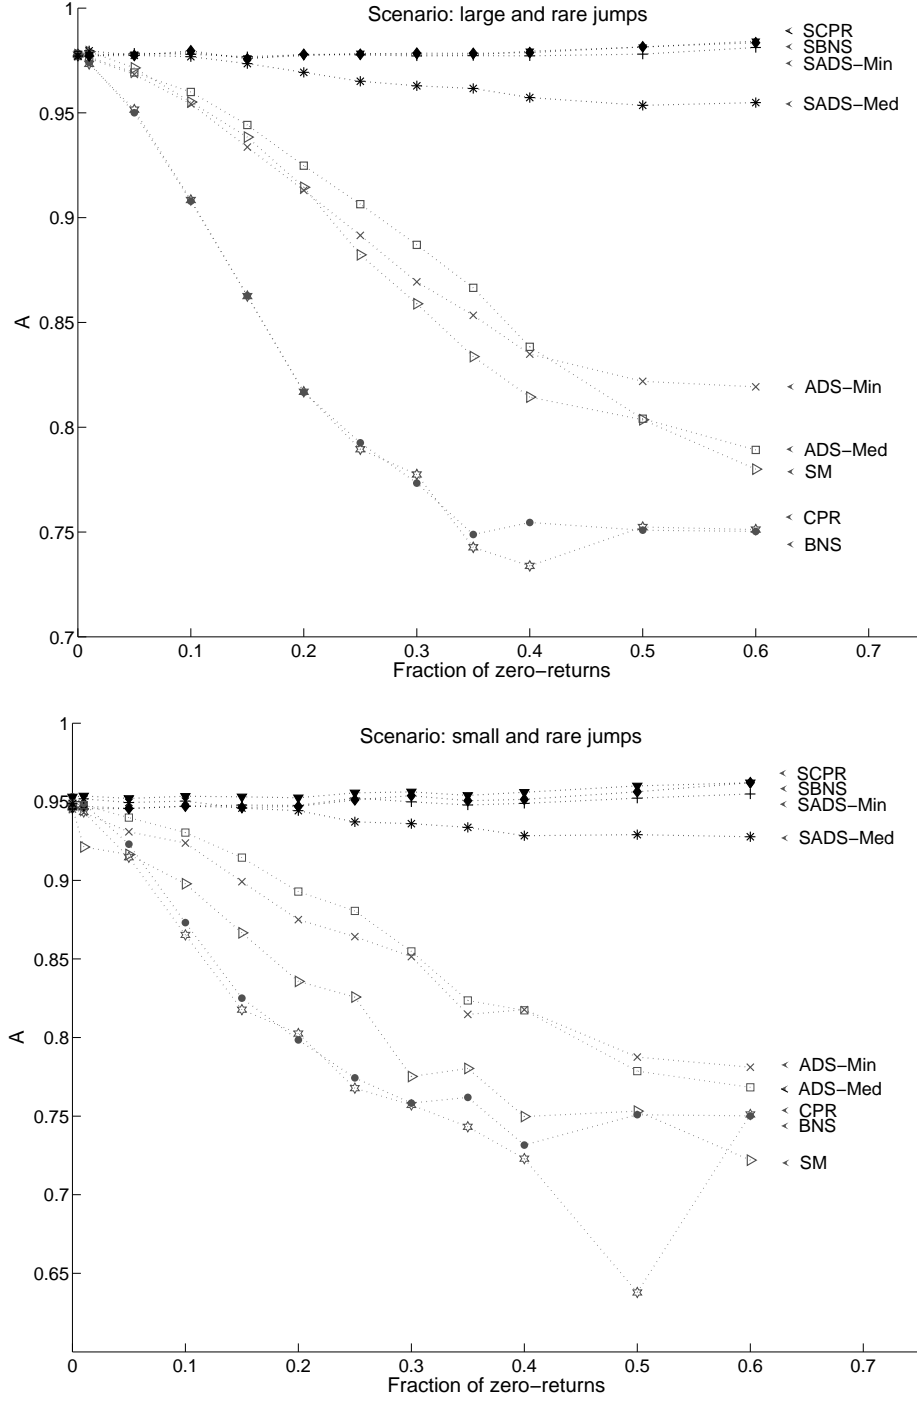 Scenario: large and rare jumps
1
0.95
0.9
0.85
0.8
0.75
0.7
A
SCPR
SBNS
SADS−Min
SADS−Med
ADS−Min
ADS−Med
SM
CPR
BNS
0 0.1 0.2 0.3 0.4 0.5 0.6 0.7
Fraction of zero−returns
Scenario: small and rare jumps
1
0.95
0.9
0.85
0.8
0.75
0.7
0.65
A
SCPR
SBNS
SADS−Min
SADS−Med
ADS−Min
ADS−Med
CPR
BNS
SM
0 0.1 0.2 0.3 0.4 0.5 0.6 0.7
Fraction of zero−returns